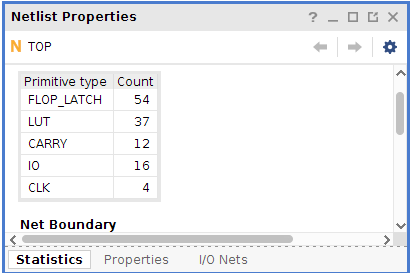 Netlist Properties
N TOP
Primitive type Count
FLOP_LATCH 54
LUT 37
CARRY 12
IO 16
CLK 4
Net Boundary
Statistics Properties I/O Nets